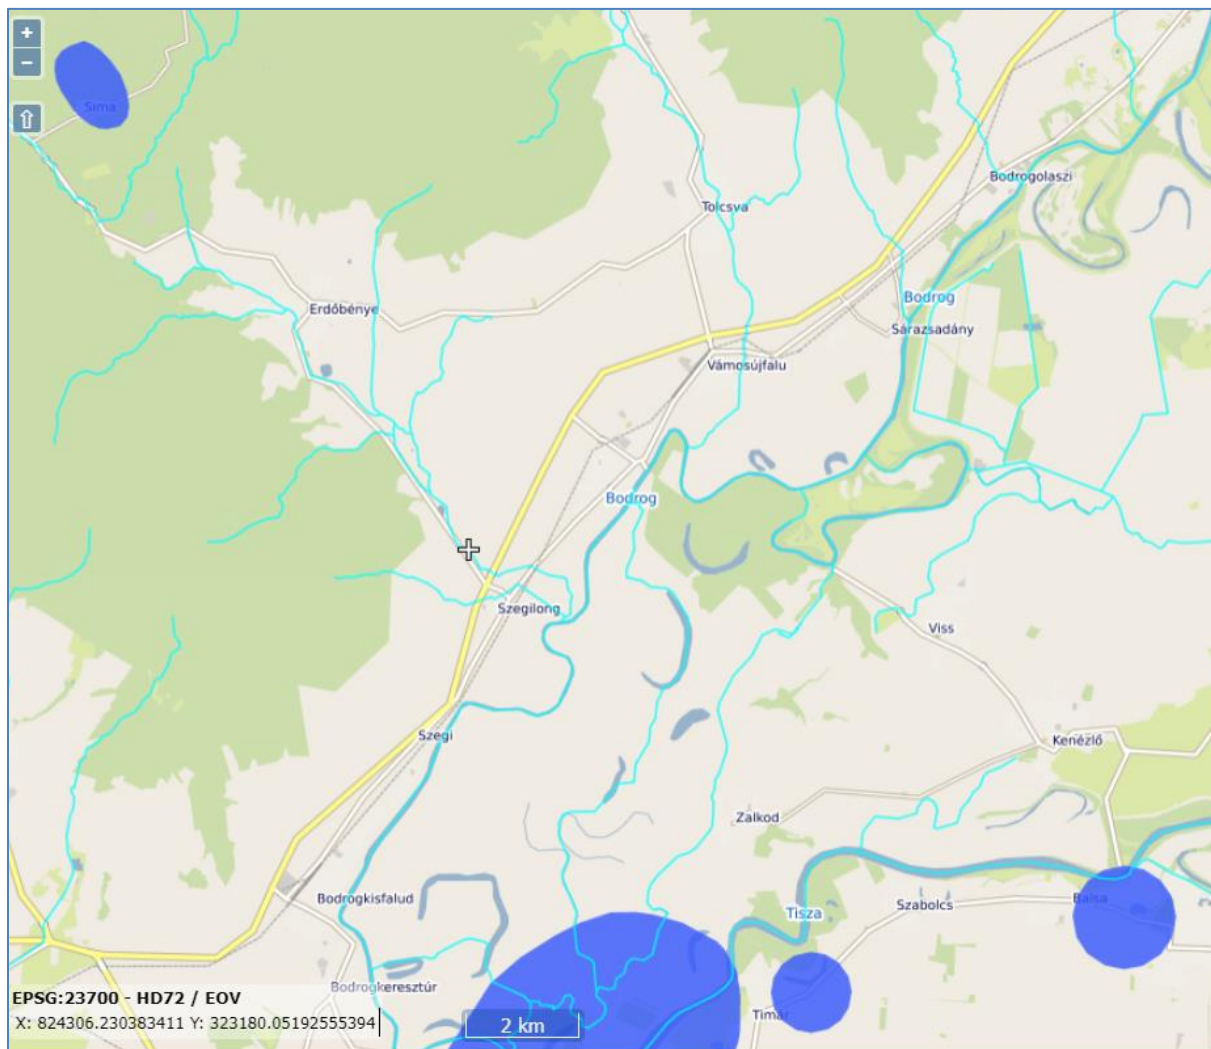 +
−
⇧
Sima
Bodrogolaszi
Tolcsva
Bodrog
Erdőbénye
Sárazsadány
Vámosújfalu
Bodrog
Szegilong
Viss
Szegi
Kenézlő
Zalkod
Bodrogkisfalud
Szabolcs
Balsa
Tisza
Bodrogkeresztúr
EPSG:23700 - HD72 / EOV
Timár
X: 824306.230383411 Y: 323180.05192555394
2 km